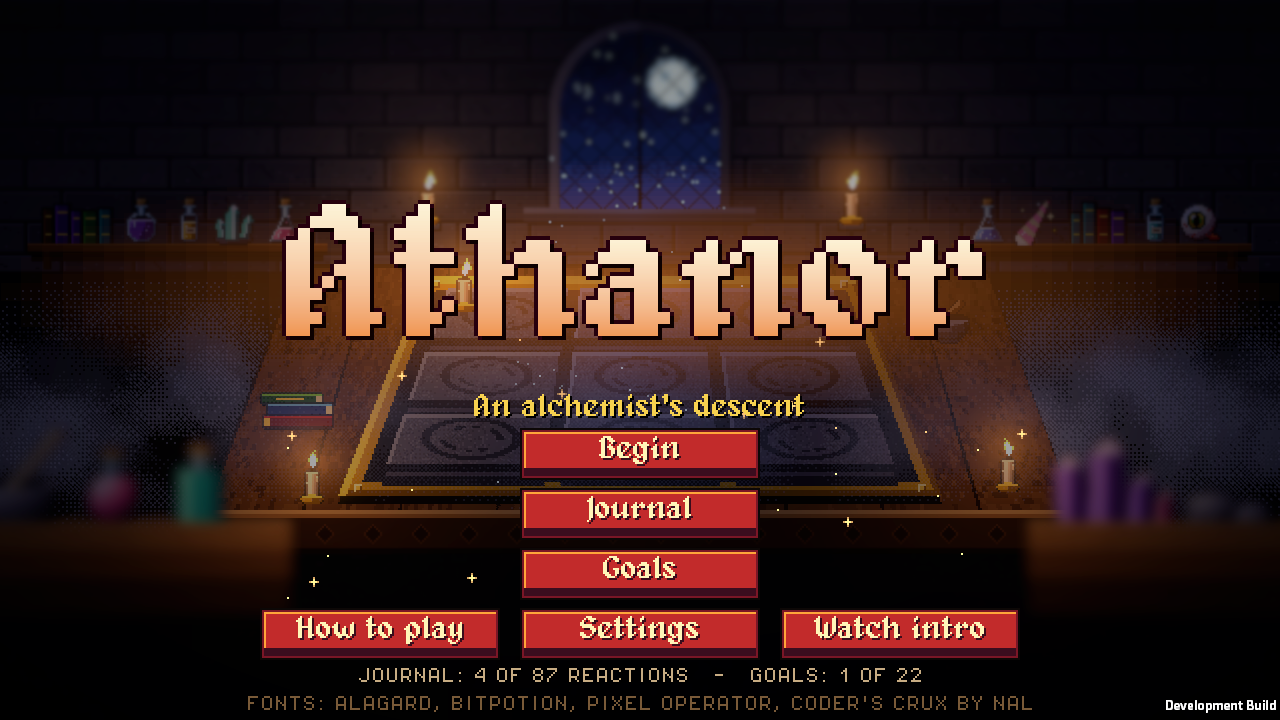 Athanor
An alchemist's descent
Begin
Journal
Goals
How to play
Settings
Watch intro
JOURNAL: 4 OF 87 REACTIONS - GOALS: 1 OF 22
FONTS: ALAGARD, BITPOTION, PIXEL OPERATOR, CODER'S CRUX BY NAL
Development Build